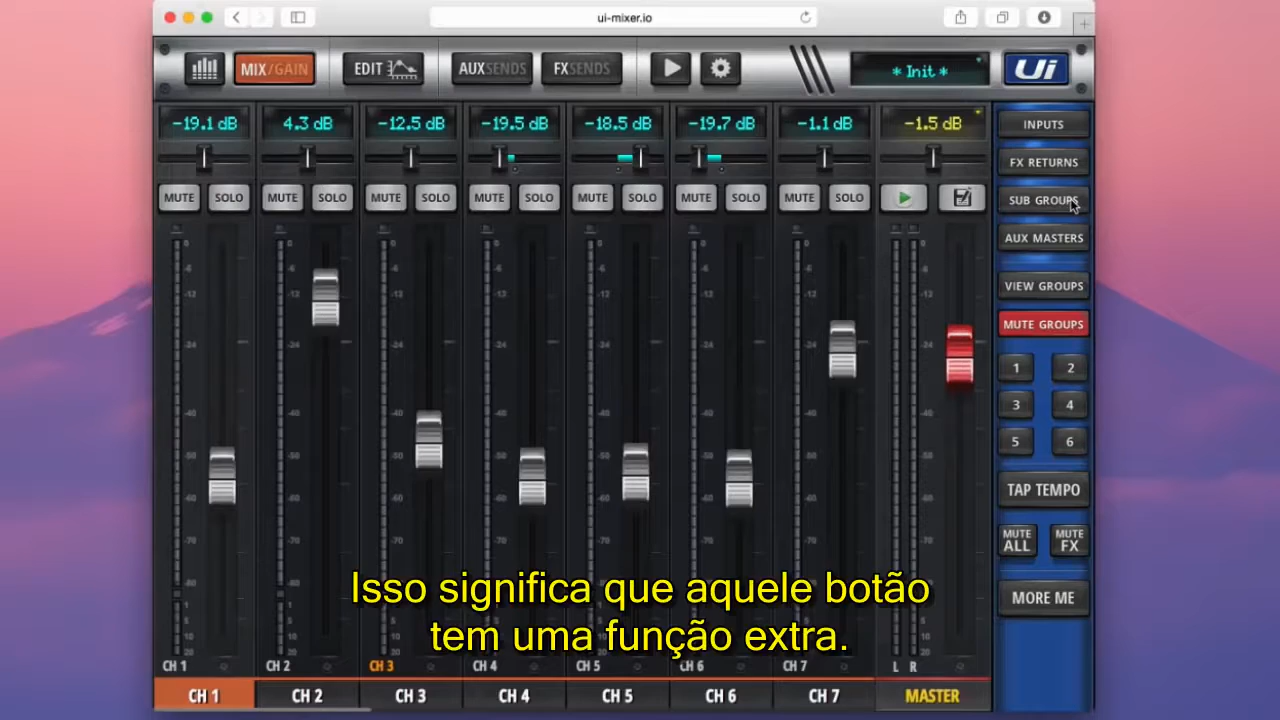 ui-mixer.io
MIX/GAIN EDIT AUXSENDS FXSENDS * Init * Ui
-19.1 dB 4.3 dB -12.5 dB -19.5 dB -18.5 dB -19.7 dB -1.1 dB -1.5 dB
MUTE SOLO MUTE SOLO MUTE SOLO MUTE SOLO MUTE SOLO MUTE SOLO MUTE SOLO
INPUTS
FX RETURNS
SUB GROUPS
AUX MASTERS
VIEW GROUPS
MUTE GROUPS
1 2
3 4
5 6
TAP TEMPO
MUTE ALL MUTE FX
MORE ME
Isso significa que aquele botão
tem uma função extra.
CH 1 CH 2 CH 3 CH 4 CH 5 CH 6 CH 7 L R
CH 1 CH 2 CH 3 CH 4 CH 5 CH 6 CH 7 MASTER